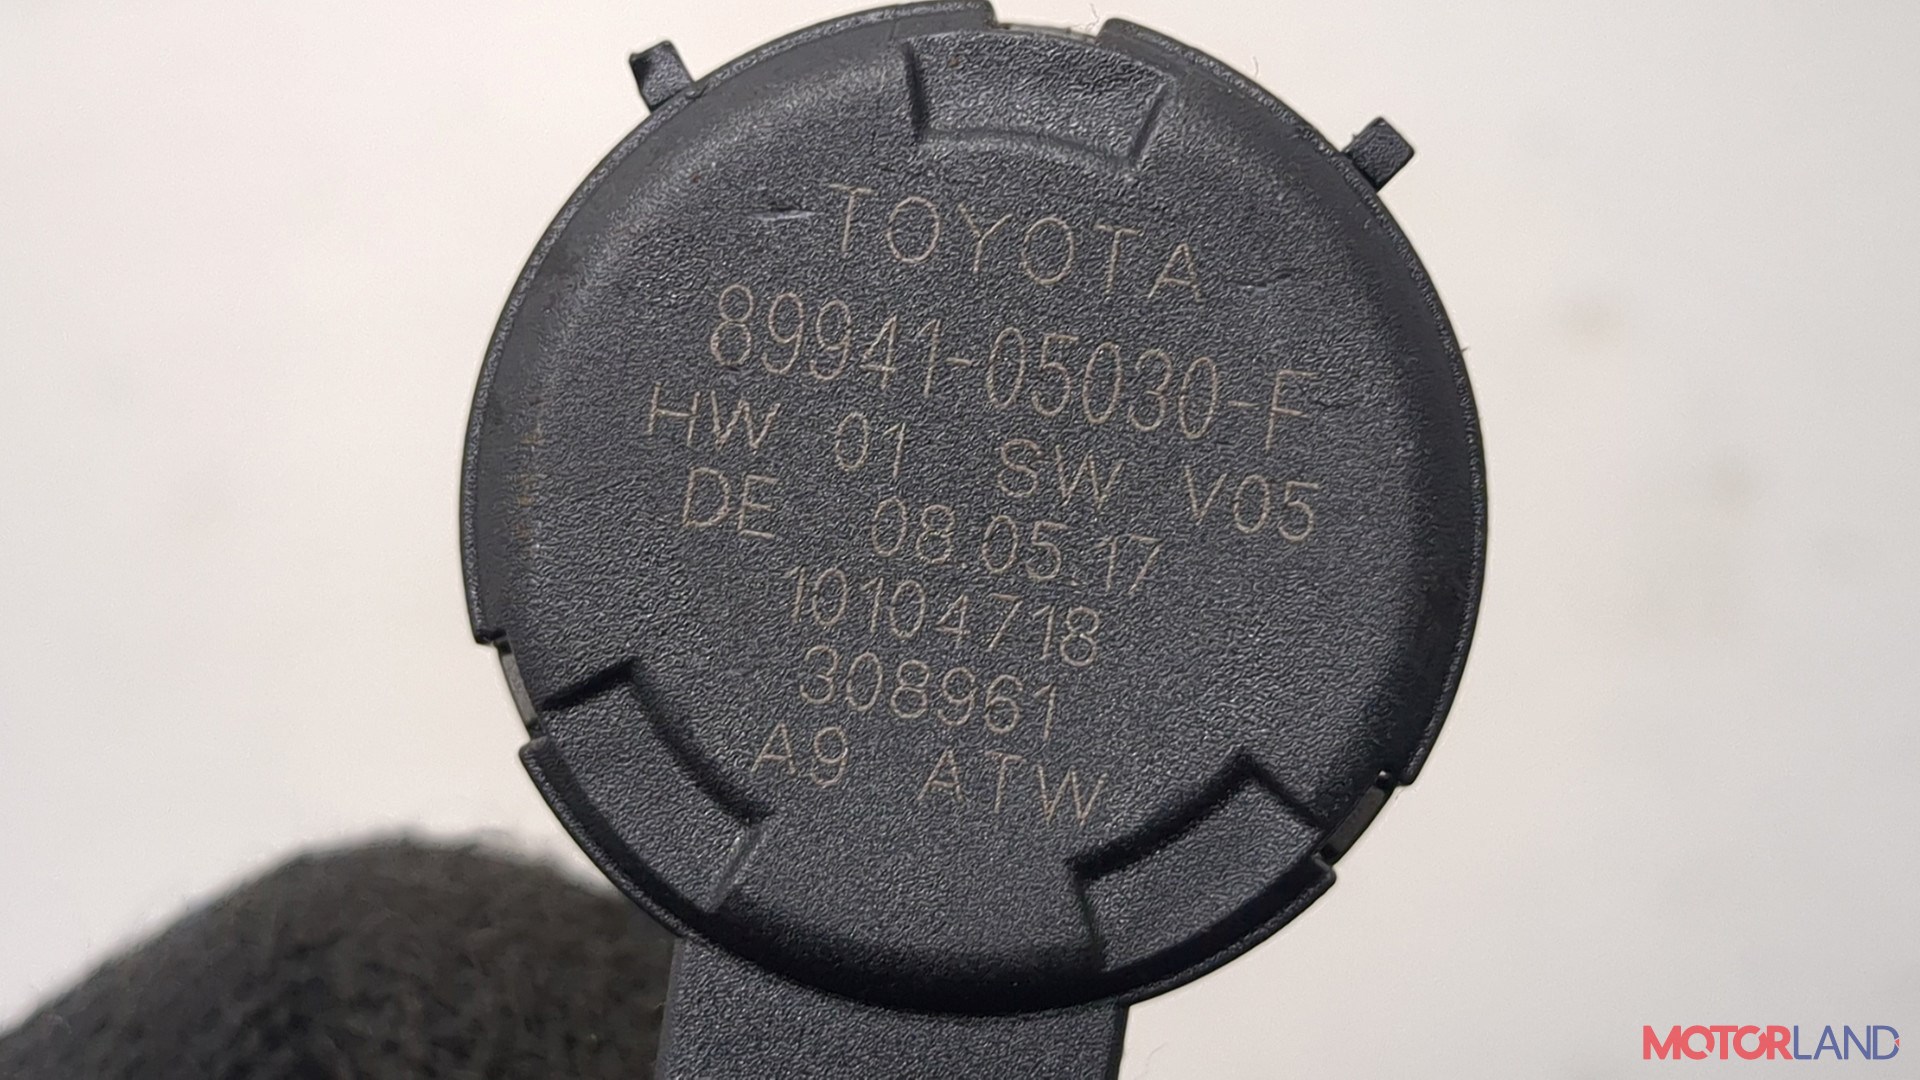 TOYOTA
89941-05030-F
HW 01 SW V05
DE 08.05.17
10104718
308961
A9 ATW
MOTORLAND